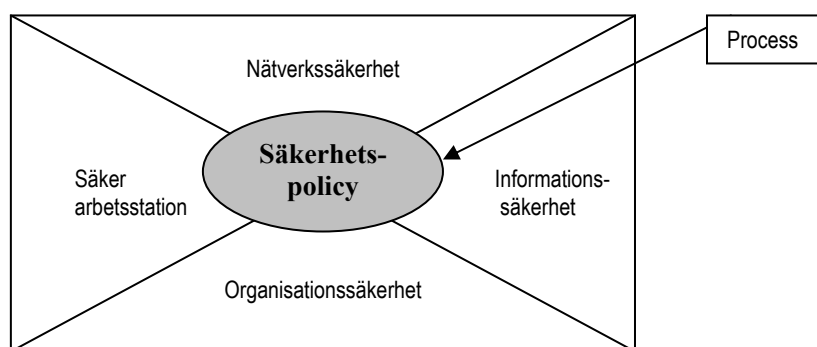 Process
Nätverkssäkerhet
Säkerhets-
policy
Säker
arbetsstation
Informations-
säkerhet
Organisationssäkerhet